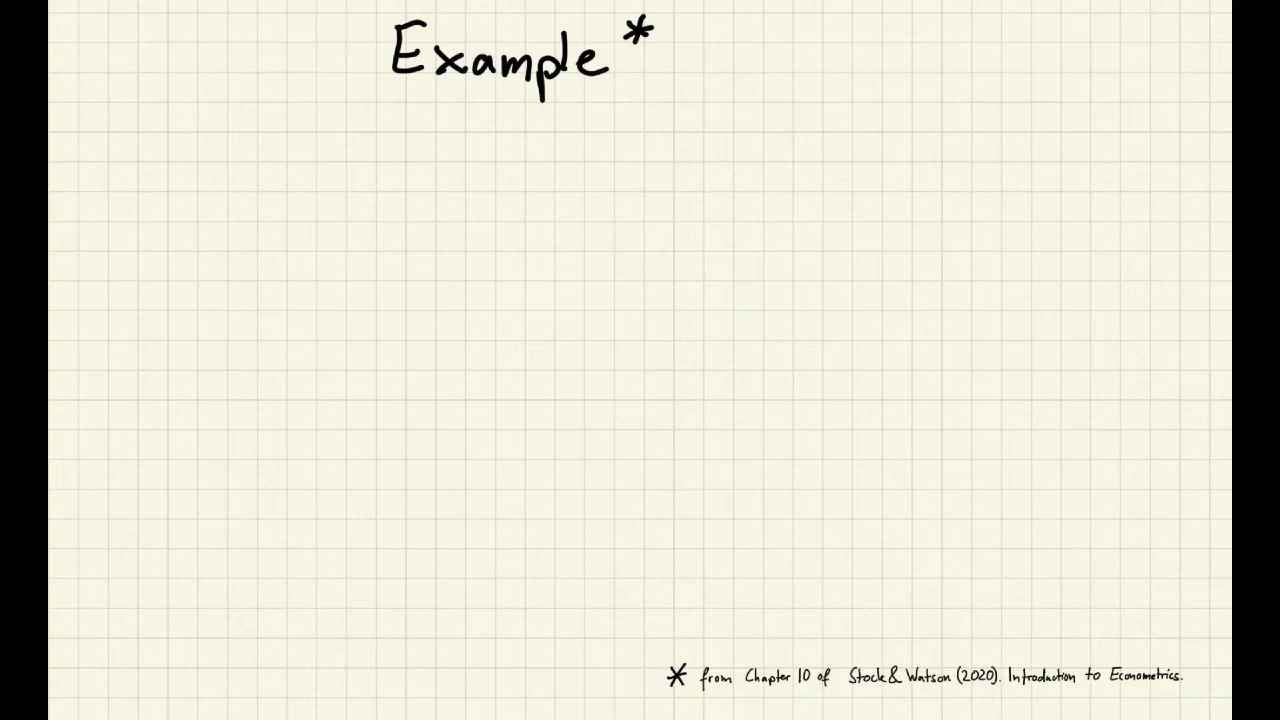 Example *
* from Chapter 10 of Stock & Watson (2020). Introduction to Econometrics.